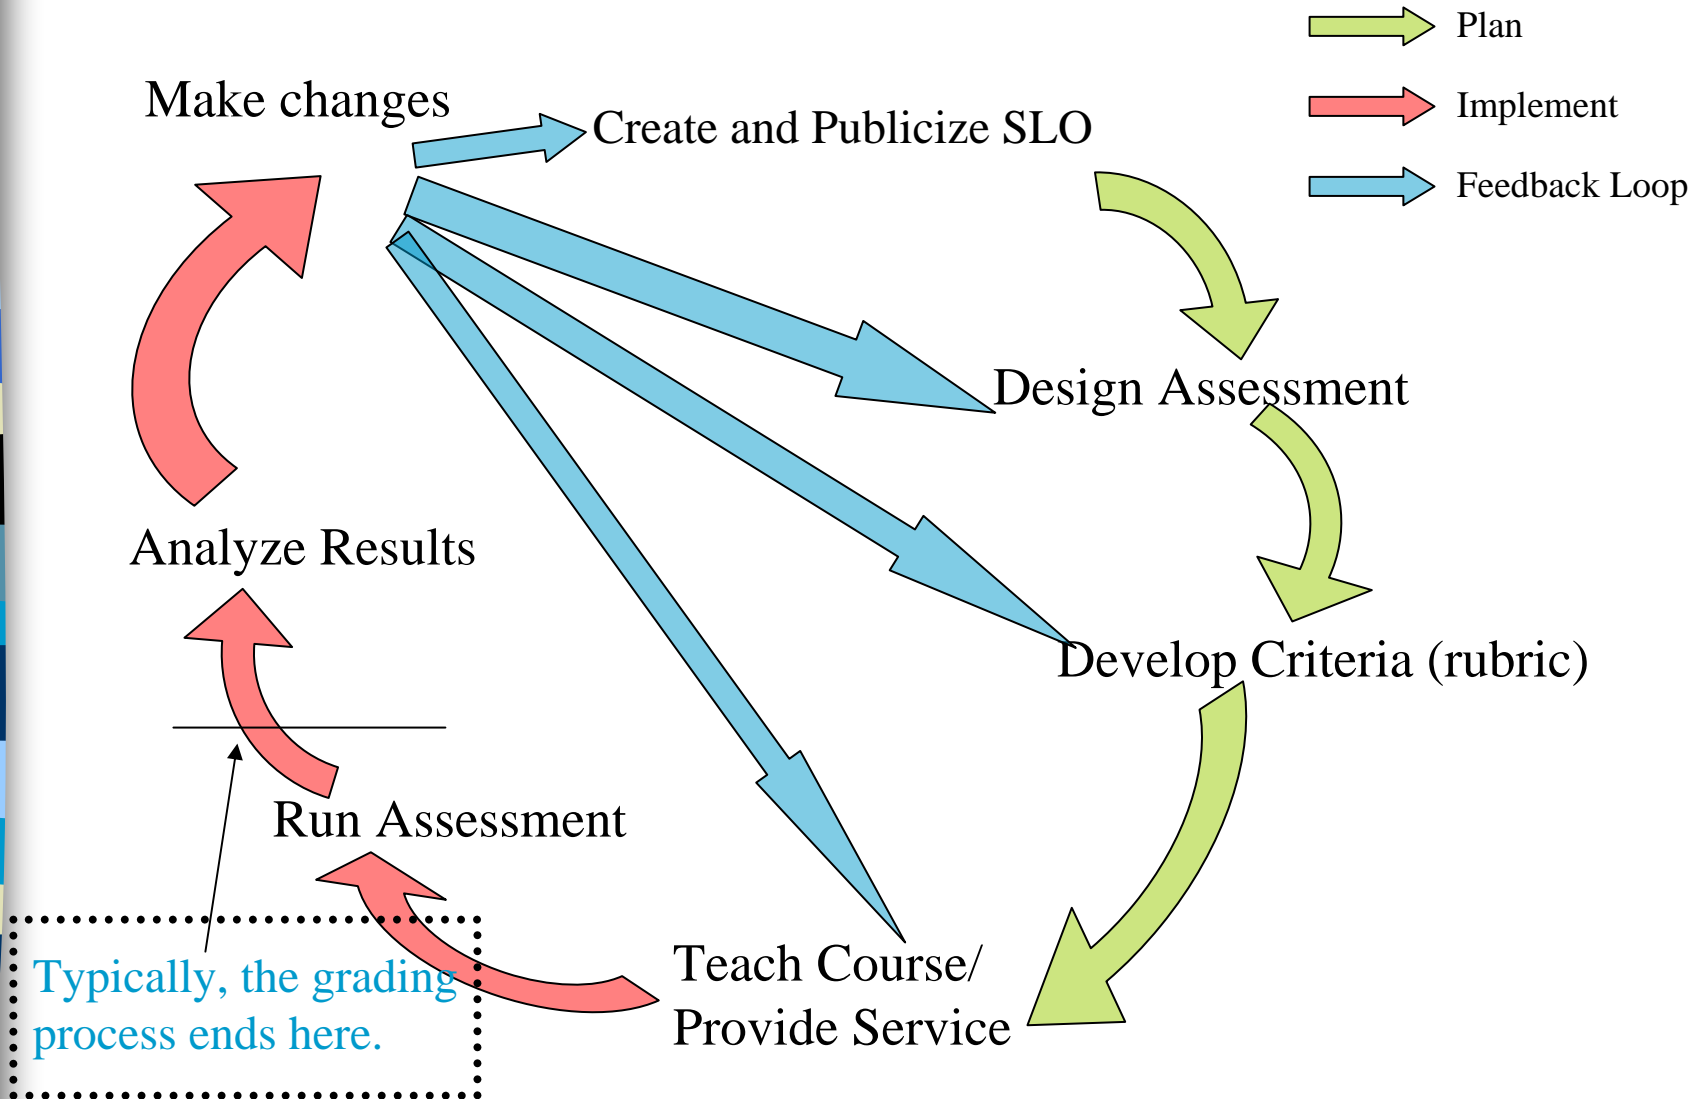 Plan
Implement
Feedback Loop
Make changes
Create and Publicize SLO
Design Assessment
Develop Criteria (rubric)
Teach Course/
Provide Service
Run Assessment
Analyze Results
Typically, the grading
process ends here.